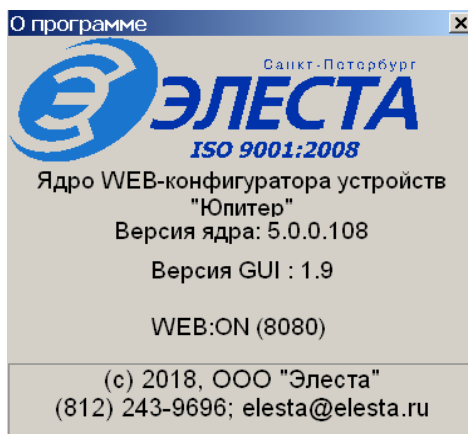 О программе
Санкт-Петербург
ЭЛЕСТА
ISO 9001:2008
Ядро WEB-конфигуратора устройств
"Юпитер"
Версия ядра: 5.0.0.108
Версия GUI : 1.9
WEB:ON (8080)
(c) 2018, ООО "Элеста"
(812) 243-9696; elesta@elesta.ru